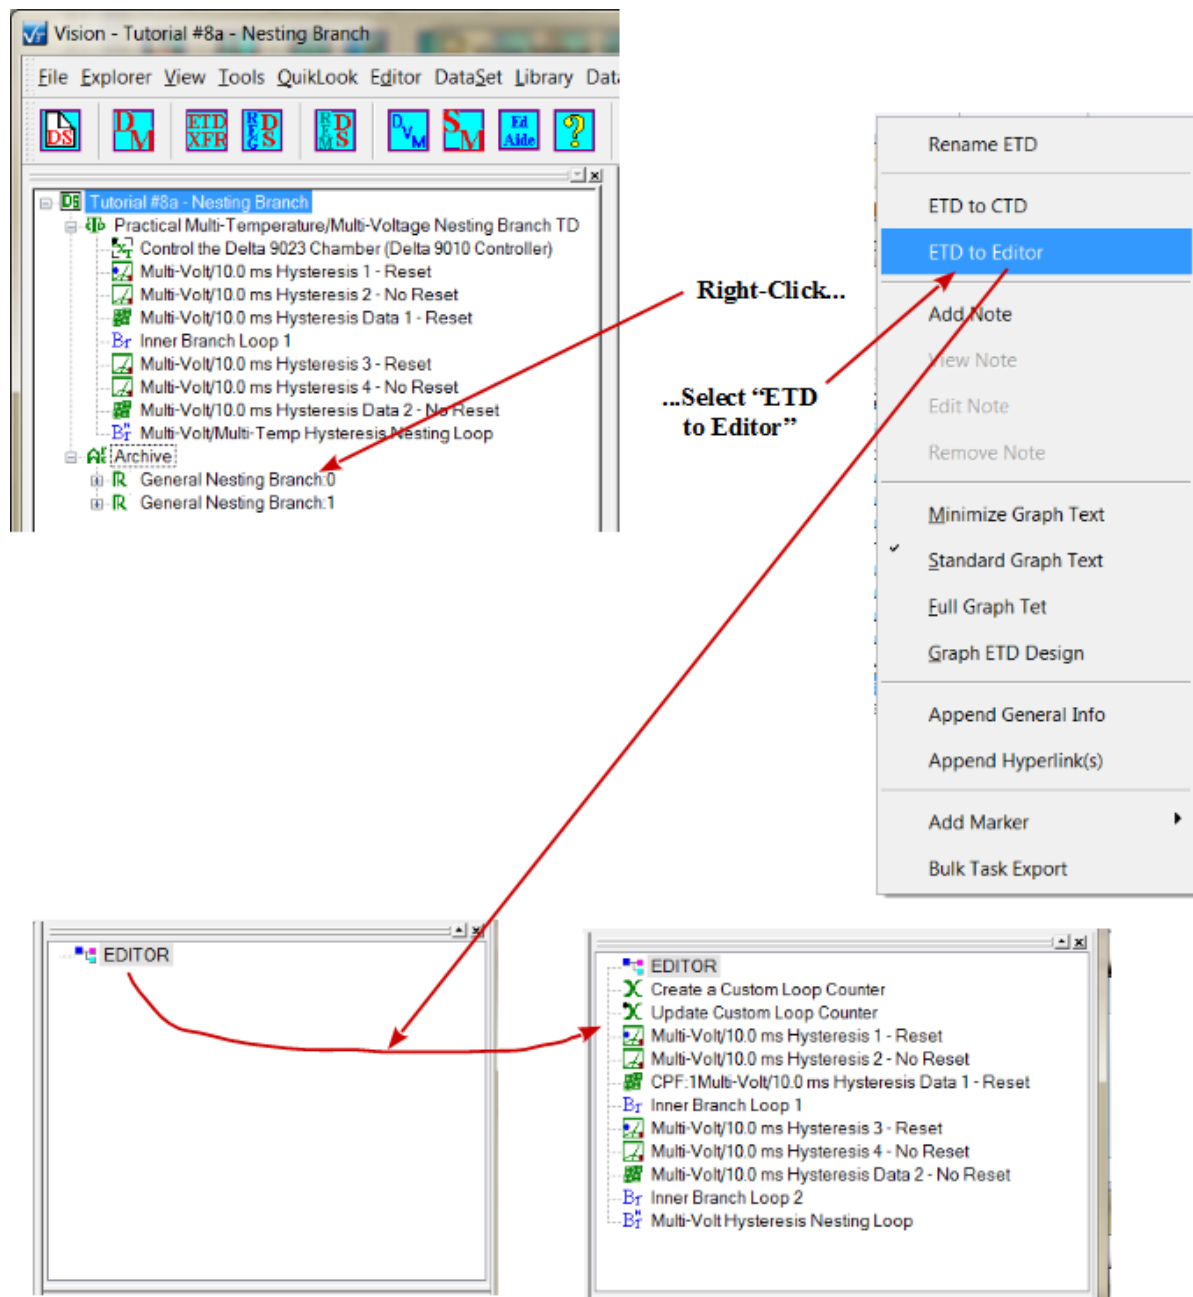 Vision - Tutorial #8a - Nesting Branch
File Explorer View Tools QuikLook Editor DataSet Library Dat
DS DM ETD XFR REG DS REM DS DVM SM Ed Aide ?
DS Tutorial #8a - Nesting Branch
Practical Multi-Temperature/Multi-Voltage Nesting Branch TD
Control the Delta 9023 Chamber (Delta 9010 Controller)
Multi-Volt/10.0 ms Hysteresis 1 - Reset
Multi-Volt/10.0 ms Hysteresis 2 - No Reset
Multi-Volt/10.0 ms Hysteresis Data 1 - Reset
Br Inner Branch Loop 1
Multi-Volt/10.0 ms Hysteresis 3 - Reset
Multi-Volt/10.0 ms Hysteresis 4 - No Reset
Multi-Volt/10.0 ms Hysteresis Data 2 - No Reset
Br Multi-Volt/Multi-Temp Hysteresis Nesting Loop
Archive
R General Nesting Branch:0
R General Nesting Branch:1
Right-Click...
...Select “ETD
to Editor”
Rename ETD
ETD to CTD
ETD to Editor
Add Note
View Note
Edit Note
Remove Note
Minimize Graph Text
Standard Graph Text
Full Graph Tet
Graph ETD Design
Append General Info
Append Hyperlink(s)
Add Marker
Bulk Task Export
EDITOR
EDITOR
Create a Custom Loop Counter
Update Custom Loop Counter
Multi-Volt/10.0 ms Hysteresis 1 - Reset
Multi-Volt/10.0 ms Hysteresis 2 - No Reset
CPF:1Multi-Volt/10.0 ms Hysteresis Data 1 - Reset
Br Inner Branch Loop 1
Multi-Volt/10.0 ms Hysteresis 3 - Reset
Multi-Volt/10.0 ms Hysteresis 4 - No Reset
Multi-Volt/10.0 ms Hysteresis Data 2 - No Reset
Br Inner Branch Loop 2
Br Multi-Volt Hysteresis Nesting Loop